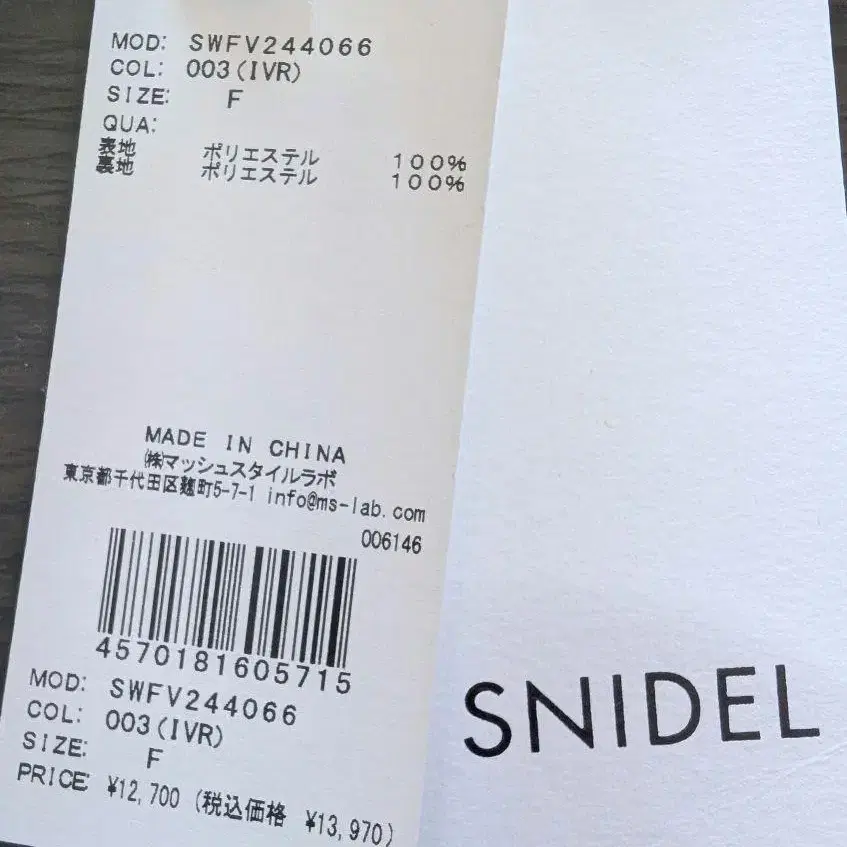 MOD: SWFV244066
COL: 003(IVR)
SIZE: F
QUA:
表地 ポリエステル 100%
裏地 ポリエステル 100%
MADE IN CHINA
㈱マッシュスタイルラボ
東京都千代田区麹町5-7-1 info@ms-lab.com
006146
4570181605715
MOD: SWFV244066
COL: 003(IVR)
SIZE: F
PRICE: ¥12,700 (税込価格 ¥13,970)
SNIDEL